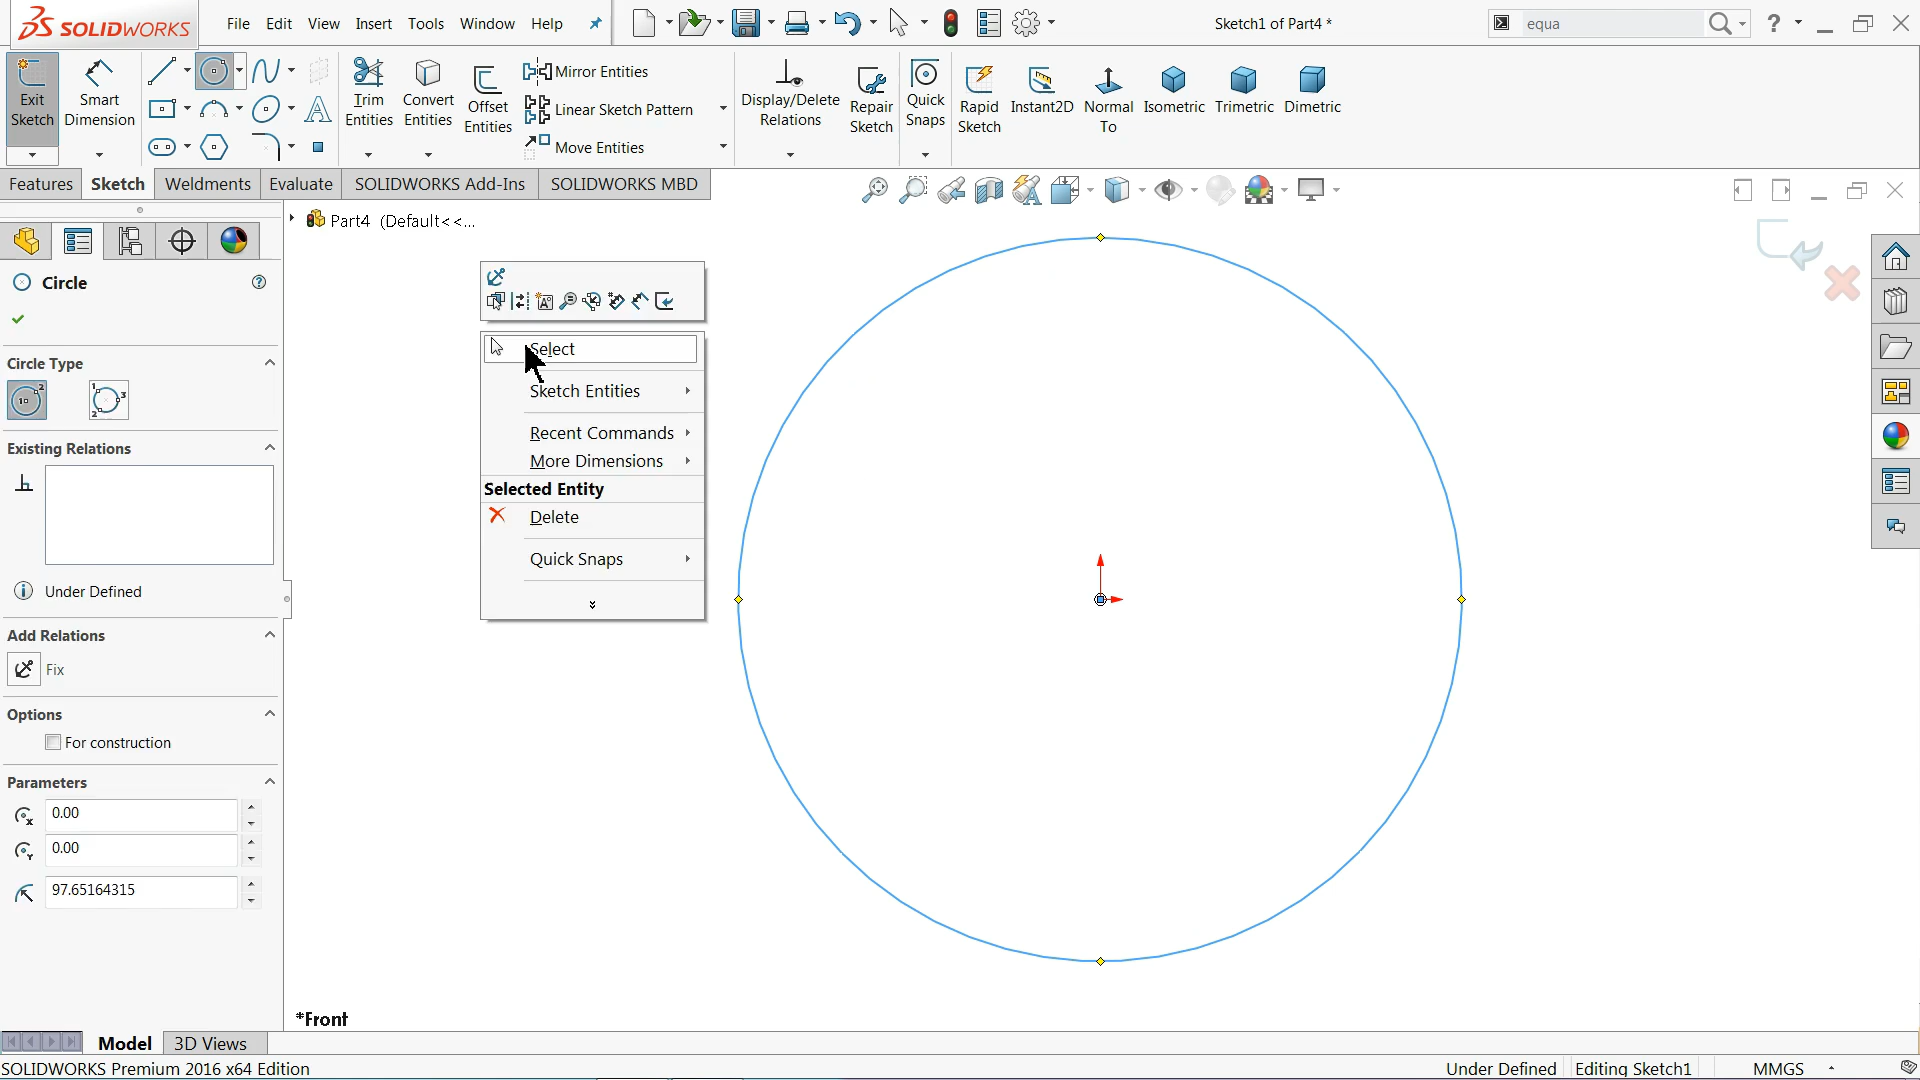 SOLIDWORKS
File Edit View Insert Tools Window Help
Sketch1 of Part4 *
equa
Exit Sketch
Smart Dimension
Trim Entities
Convert Entities
Offset Entities
Mirror Entities
Linear Sketch Pattern
Move Entities
Display/Delete Relations
Repair Sketch
Quick Snaps
Rapid Sketch
Instant2D
Normal To
Isometric
Trimetric
Dimetric
Features Sketch Weldments Evaluate SOLIDWORKS Add-Ins SOLIDWORKS MBD
Part4 (Default<<...
Circle
Circle Type
Existing Relations
Under Defined
Add Relations
Fix
Options
For construction
Parameters
0.00
0.00
97.65164315
Select
Sketch Entities
Recent Commands
More Dimensions
Selected Entity
Delete
Quick Snaps
*Front
Model 3D Views
SOLIDWORKS Premium 2016 x64 Edition
Under Defined Editing Sketch1 MMGS